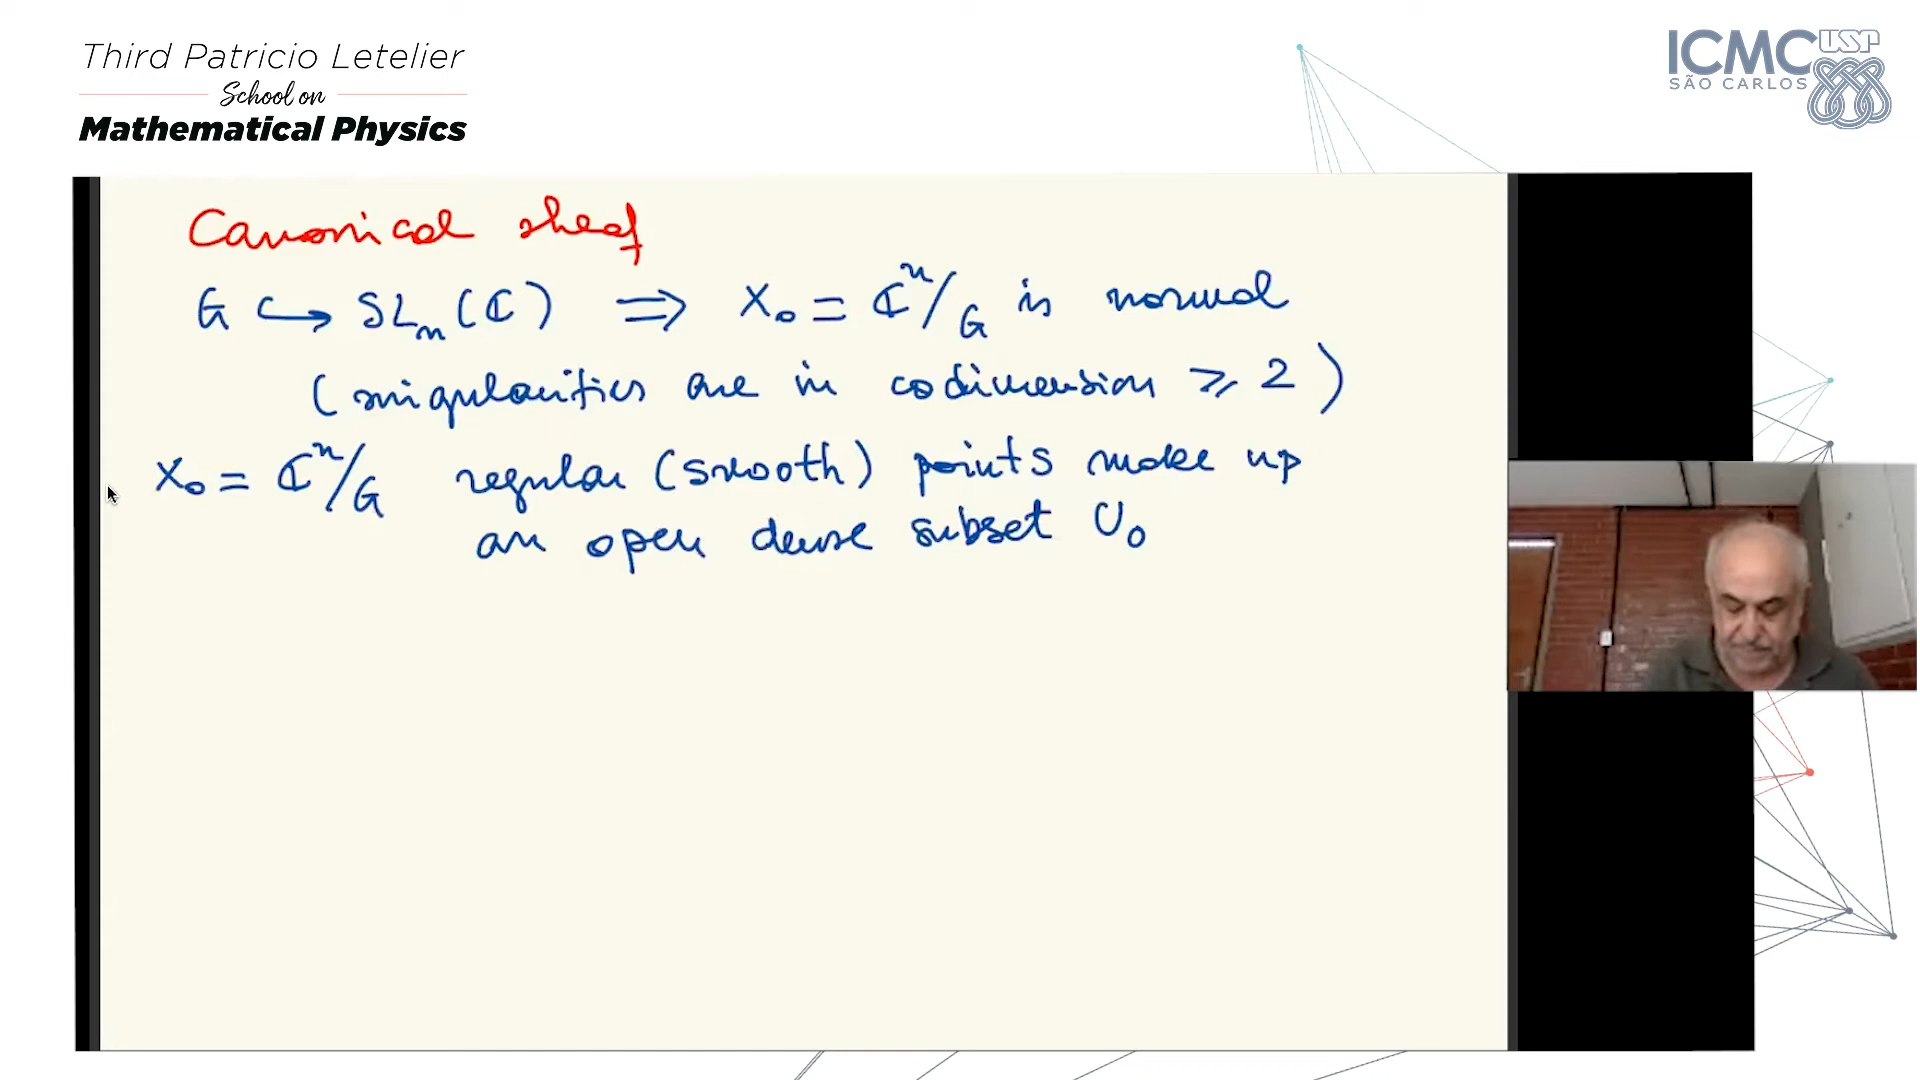 Third Patricio Letelier
School on
Mathematical Physics
ICMC USP
SÃO CARLOS
Canonical sheaf
G ↪ SLₙ(ℂ) ⟹ X₀ = ℂⁿ/G is normal
(singularities are in codimension ⩾ 2)
X₀ = ℂⁿ/G regular (smooth) points make up
an open dense subset U₀